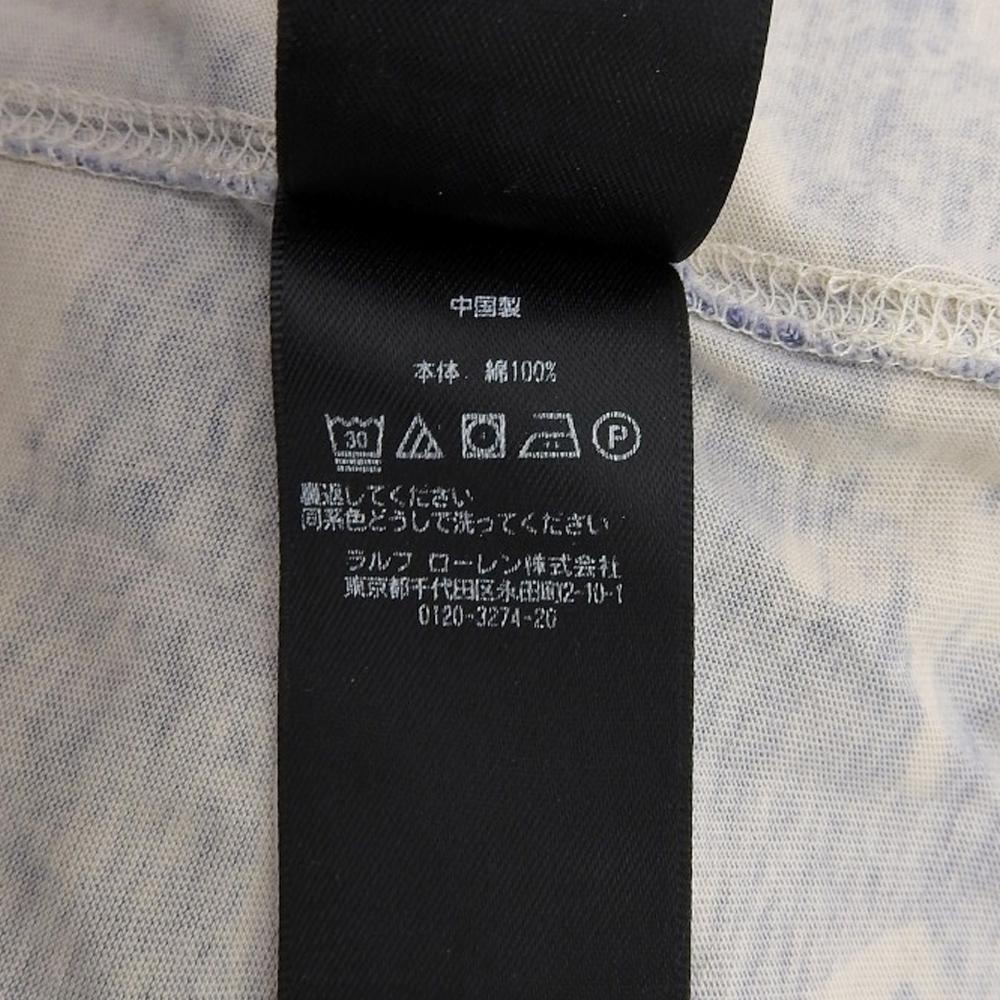 中国製
本体. 綿100%
30 P
裏返してください
同系色どうしで洗ってください
ラルフ ローレン株式会社
東京都千代田区永田町2-10-1
0120-3274-20